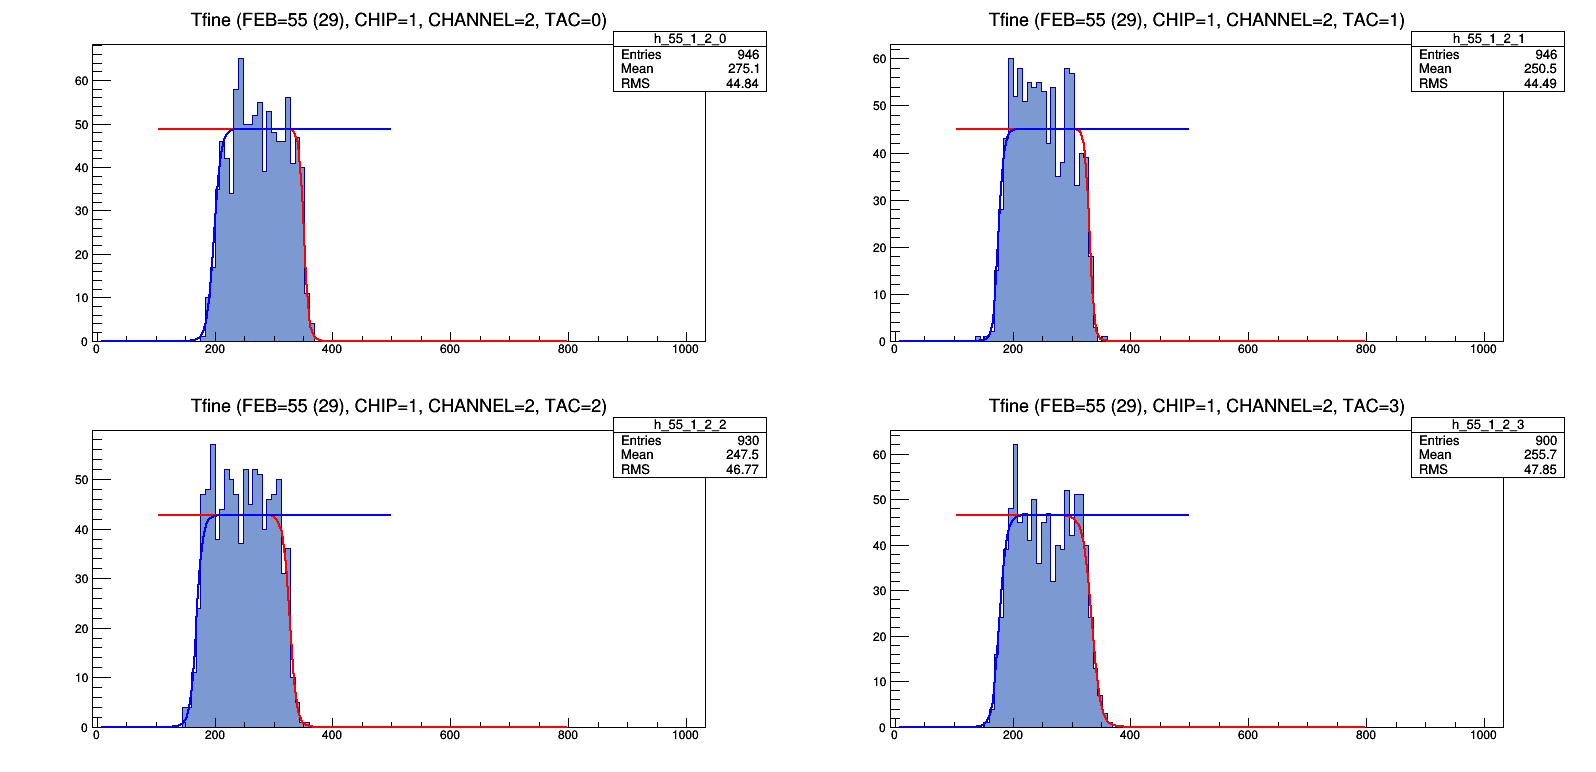 Tfine (FEB=55 (29), CHIP=1, CHANNEL=2, TAC=0)
h_55_1_2_0
Entries 946
Mean 275.1
RMS 44.84
60
50
40
30
20
10
0
0 200 400 600 800 1000
Tfine (FEB=55 (29), CHIP=1, CHANNEL=2, TAC=1)
h_55_1_2_1
Entries 946
Mean 250.5
RMS 44.49
60
50
40
30
20
10
0
0 200 400 600 800 1000
Tfine (FEB=55 (29), CHIP=1, CHANNEL=2, TAC=2)
h_55_1_2_2
Entries 930
Mean 247.5
RMS 46.77
50
40
30
20
10
0
0 200 400 600 800 1000
Tfine (FEB=55 (29), CHIP=1, CHANNEL=2, TAC=3)
h_55_1_2_3
Entries 900
Mean 255.7
RMS 47.85
60
50
40
30
20
10
0
0 200 400 600 800 1000